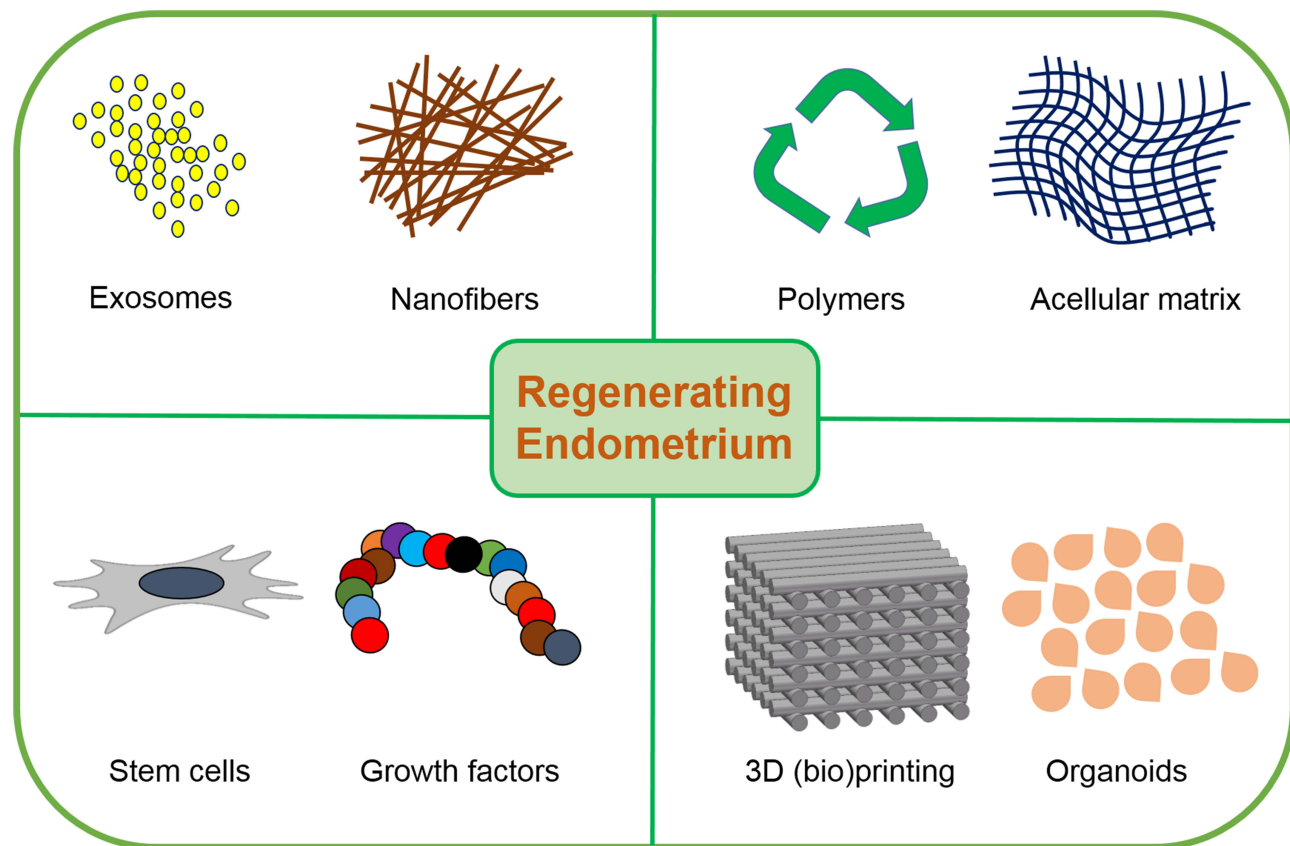 Exosomes
Nanofibers
Polymers
Acellular matrix
Regenerating
Endometrium
Stem cells
Growth factors
3D (bio)printing
Organoids